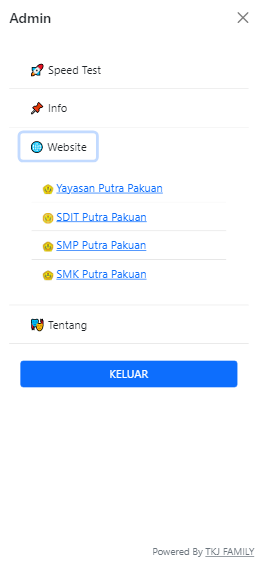 Admin
Speed Test
Info
Website
Yayasan Putra Pakuan
SDIT Putra Pakuan
SMP Putra Pakuan
SMK Putra Pakuan
Tentang
KELUAR
Powered By TKJ FAMILY